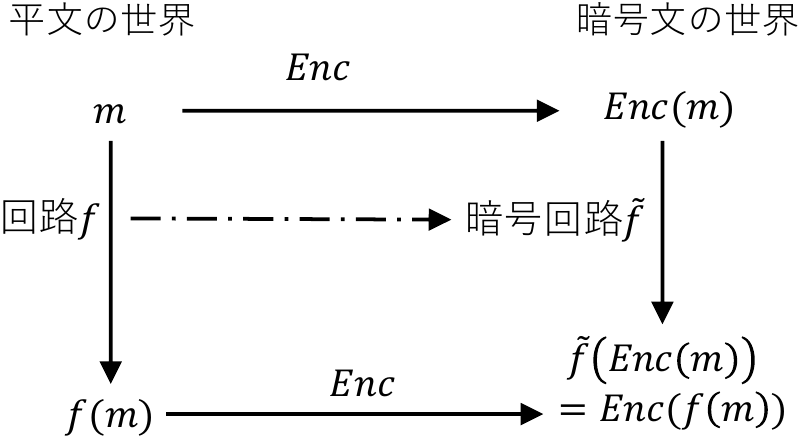 平文の世界
暗号文の世界
Enc
m
Enc(m)
回路f
暗号回路f̃
f̃(Enc(m))
= Enc(f(m))
Enc
f(m)